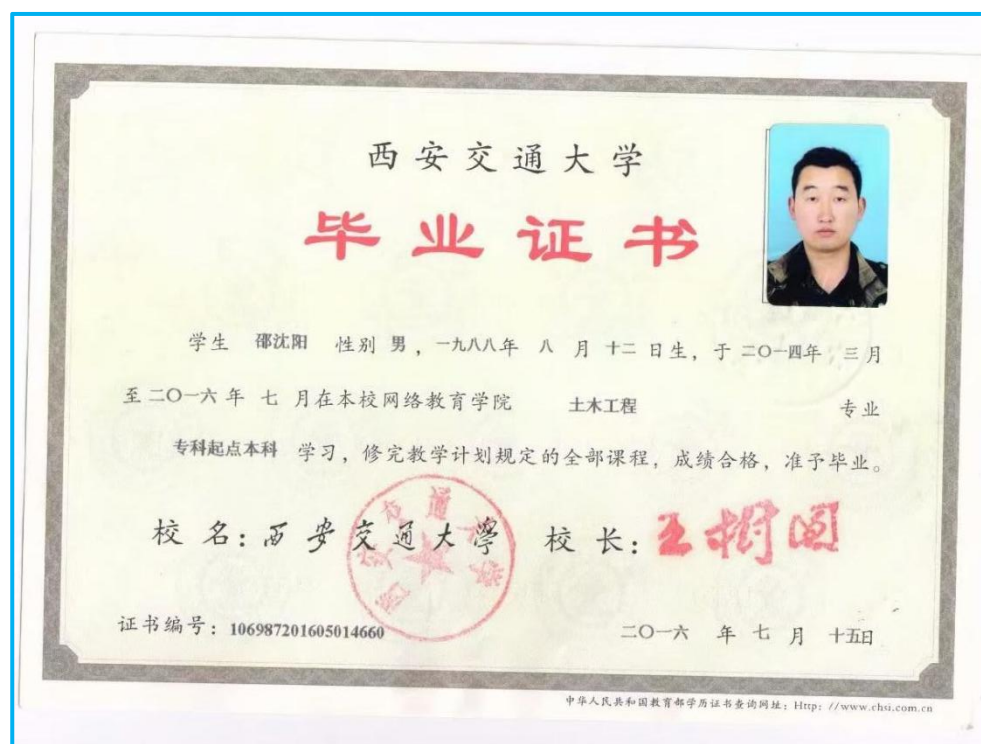 西安交通大学
毕业证书
学生 邵沈阳 性别 男，一九八八年 八 月 十二 日生，于 二〇一四年 三 月
至 二〇一六 年 七 月在本校网络教育学院 土木工程 专业
专科起点本科 学习，修完教学计划规定的全部课程，成绩合格，准予毕业。
校 名：西安交通大学 校 长：王树国
西安交通大学
证书编号：106987201605014660 二〇一六 年 七 月 十五日
中华人民共和国教育部学历证书查询网址：Http：//www.chsi.com.cn